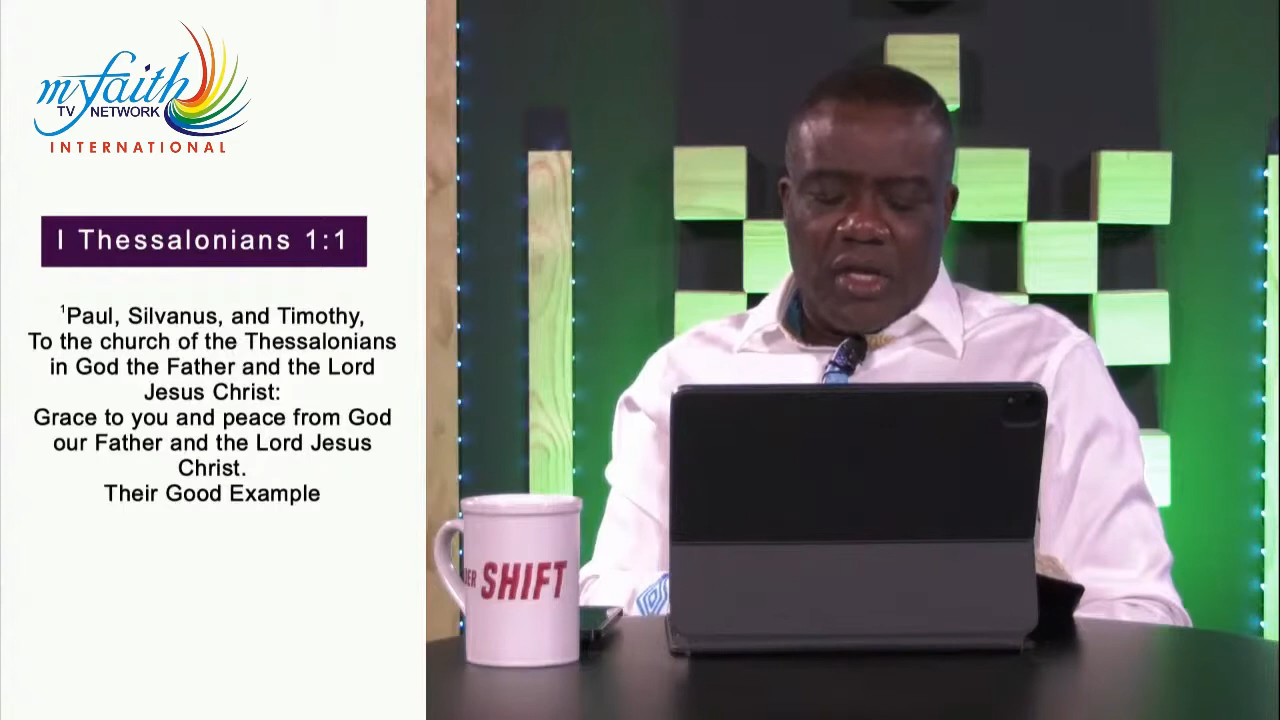 myfaith
TV NETWORK
INTERNATIONAL
I Thessalonians 1:1
¹Paul, Silvanus, and Timothy,
To the church of the Thessalonians
in God the Father and the Lord
Jesus Christ:
Grace to you and peace from God
our Father and the Lord Jesus
Christ.
Their Good Example
SHIFT